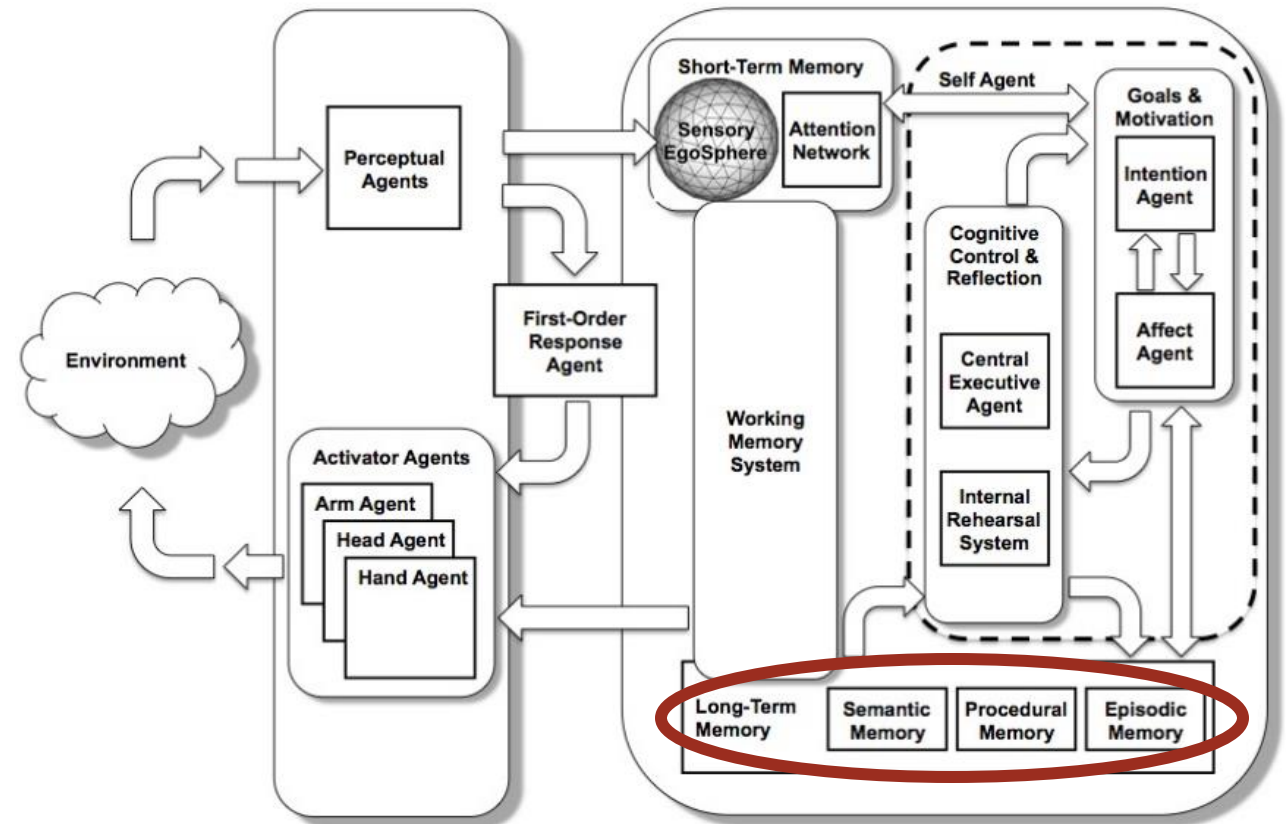 Perceptual
Agents
Environment
First-Order
Response
Agent
Activator Agents
Arm Agent
Head Agent
Hand Agent
Short-Term Memory
Sensory
EgoSphere
Attention
Network
Working
Memory
System
Self Agent
Goals &
Motivation
Intention
Agent
Affect
Agent
Cognitive
Control &
Reflection
Central
Executive
Agent
Internal
Rehearsal
System
Long-Term
Memory
Semantic
Memory
Procedural
Memory
Episodic
Memory